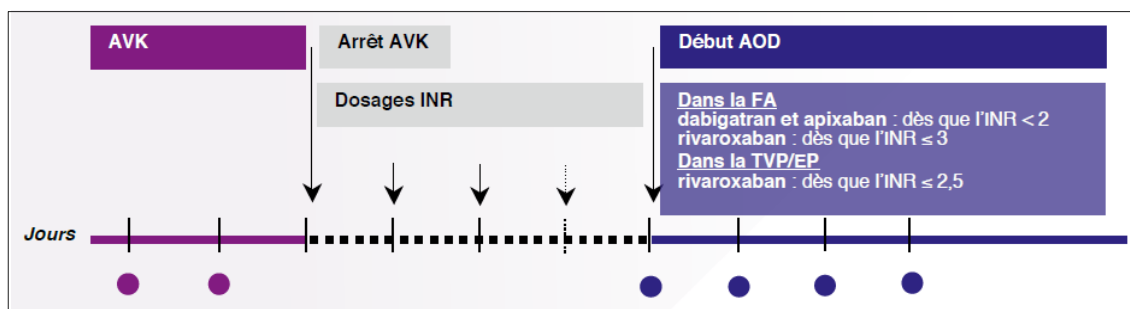 AVK
Arrêt AVK
Début AOD
Dosages INR
Dans la FA
dabigatran et apixaban : dès que l'INR < 2
rivaroxaban : dès que l'INR ≤ 3
Dans la TVP/EP
rivaroxaban : dès que l'INR ≤ 2,5
Jours